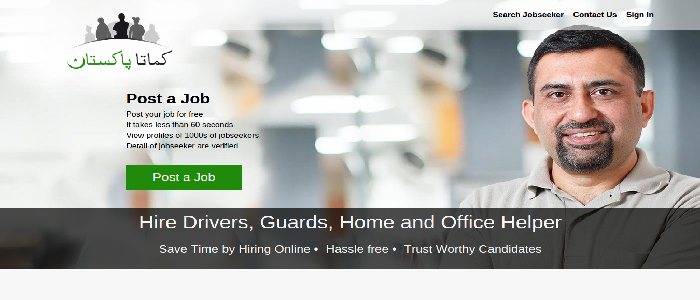 Search Jobseeker Contact Us Sign In
کماتا پاکستان
Post a Job
Post your job for free
It takes less than 60 seconds
View profiles of 1000s of jobseekers
Detail of jobseeker are verified
Post a Job
Hire Drivers, Guards, Home and Office Helper
Save Time by Hiring Online • Hassle free • Trust Worthy Candidates